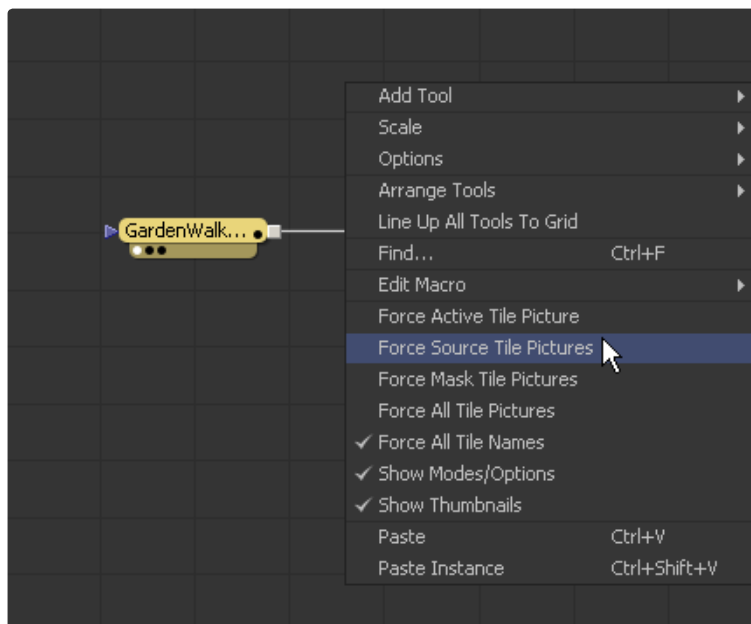 GardenWalk...
Add Tool
Scale
Options
Arrange Tools
Line Up All Tools To Grid
Find... Ctrl+F
Edit Macro
Force Active Tile Picture
Force Source Tile Pictures
Force Mask Tile Pictures
Force All Tile Pictures
Force All Tile Names
Show Modes/Options
Show Thumbnails
Paste Ctrl+V
Paste Instance Ctrl+Shift+V